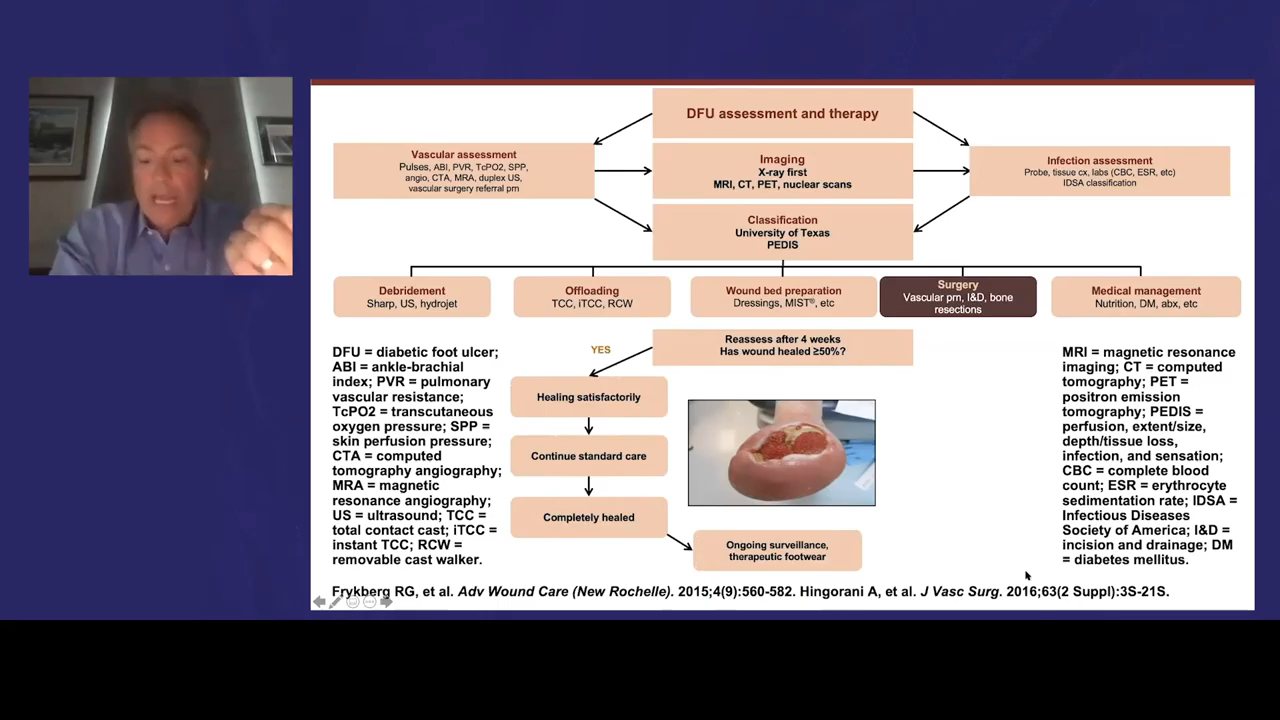 DFU assessment and therapy
Vascular assessment
Pulses, ABI, PVR, TcPO2, SPP,
angio, CTA, MRA, duplex US,
vascular surgery referral prn
Imaging
X-ray first
MRI, CT, PET, nuclear scans
Infection assessment
Probe, tissue cx, labs (CBC, ESR, etc)
IDSA classification
Classification
University of Texas
PEDIS
Debridement
Sharp, US, hydrojet
Offloading
TCC, iTCC, RCW
Wound bed preparation
Dressings, MIST®, etc
Surgery
Vascular prn, I&D, bone
resections
Medical management
Nutrition, DM, abx, etc
Reassess after 4 weeks
Has wound healed ≥50%?
YES
Healing satisfactorily
Continue standard care
Completely healed
Ongoing surveillance,
therapeutic footwear
DFU = diabetic foot ulcer;
ABI = ankle-brachial
index; PVR = pulmonary
vascular resistance;
TcPO2 = transcutaneous
oxygen pressure; SPP =
skin perfusion pressure;
CTA = computed
tomography angiography;
MRA = magnetic
resonance angiography;
US = ultrasound; TCC =
total contact cast; iTCC =
instant TCC; RCW =
removable cast walker.
MRI = magnetic resonance
imaging; CT = computed
tomography; PET =
positron emission
tomography; PEDIS =
perfusion, extent/size,
depth/tissue loss,
infection, and sensation;
CBC = complete blood
count; ESR = erythrocyte
sedimentation rate; IDSA =
Infectious Diseases
Society of America; I&D =
incision and drainage; DM
= diabetes mellitus.
Frykberg RG, et al. Adv Wound Care (New Rochelle). 2015;4(9):560-582. Hingorani A, et al. J Vasc Surg. 2016;63(2 Suppl):3S-21S.